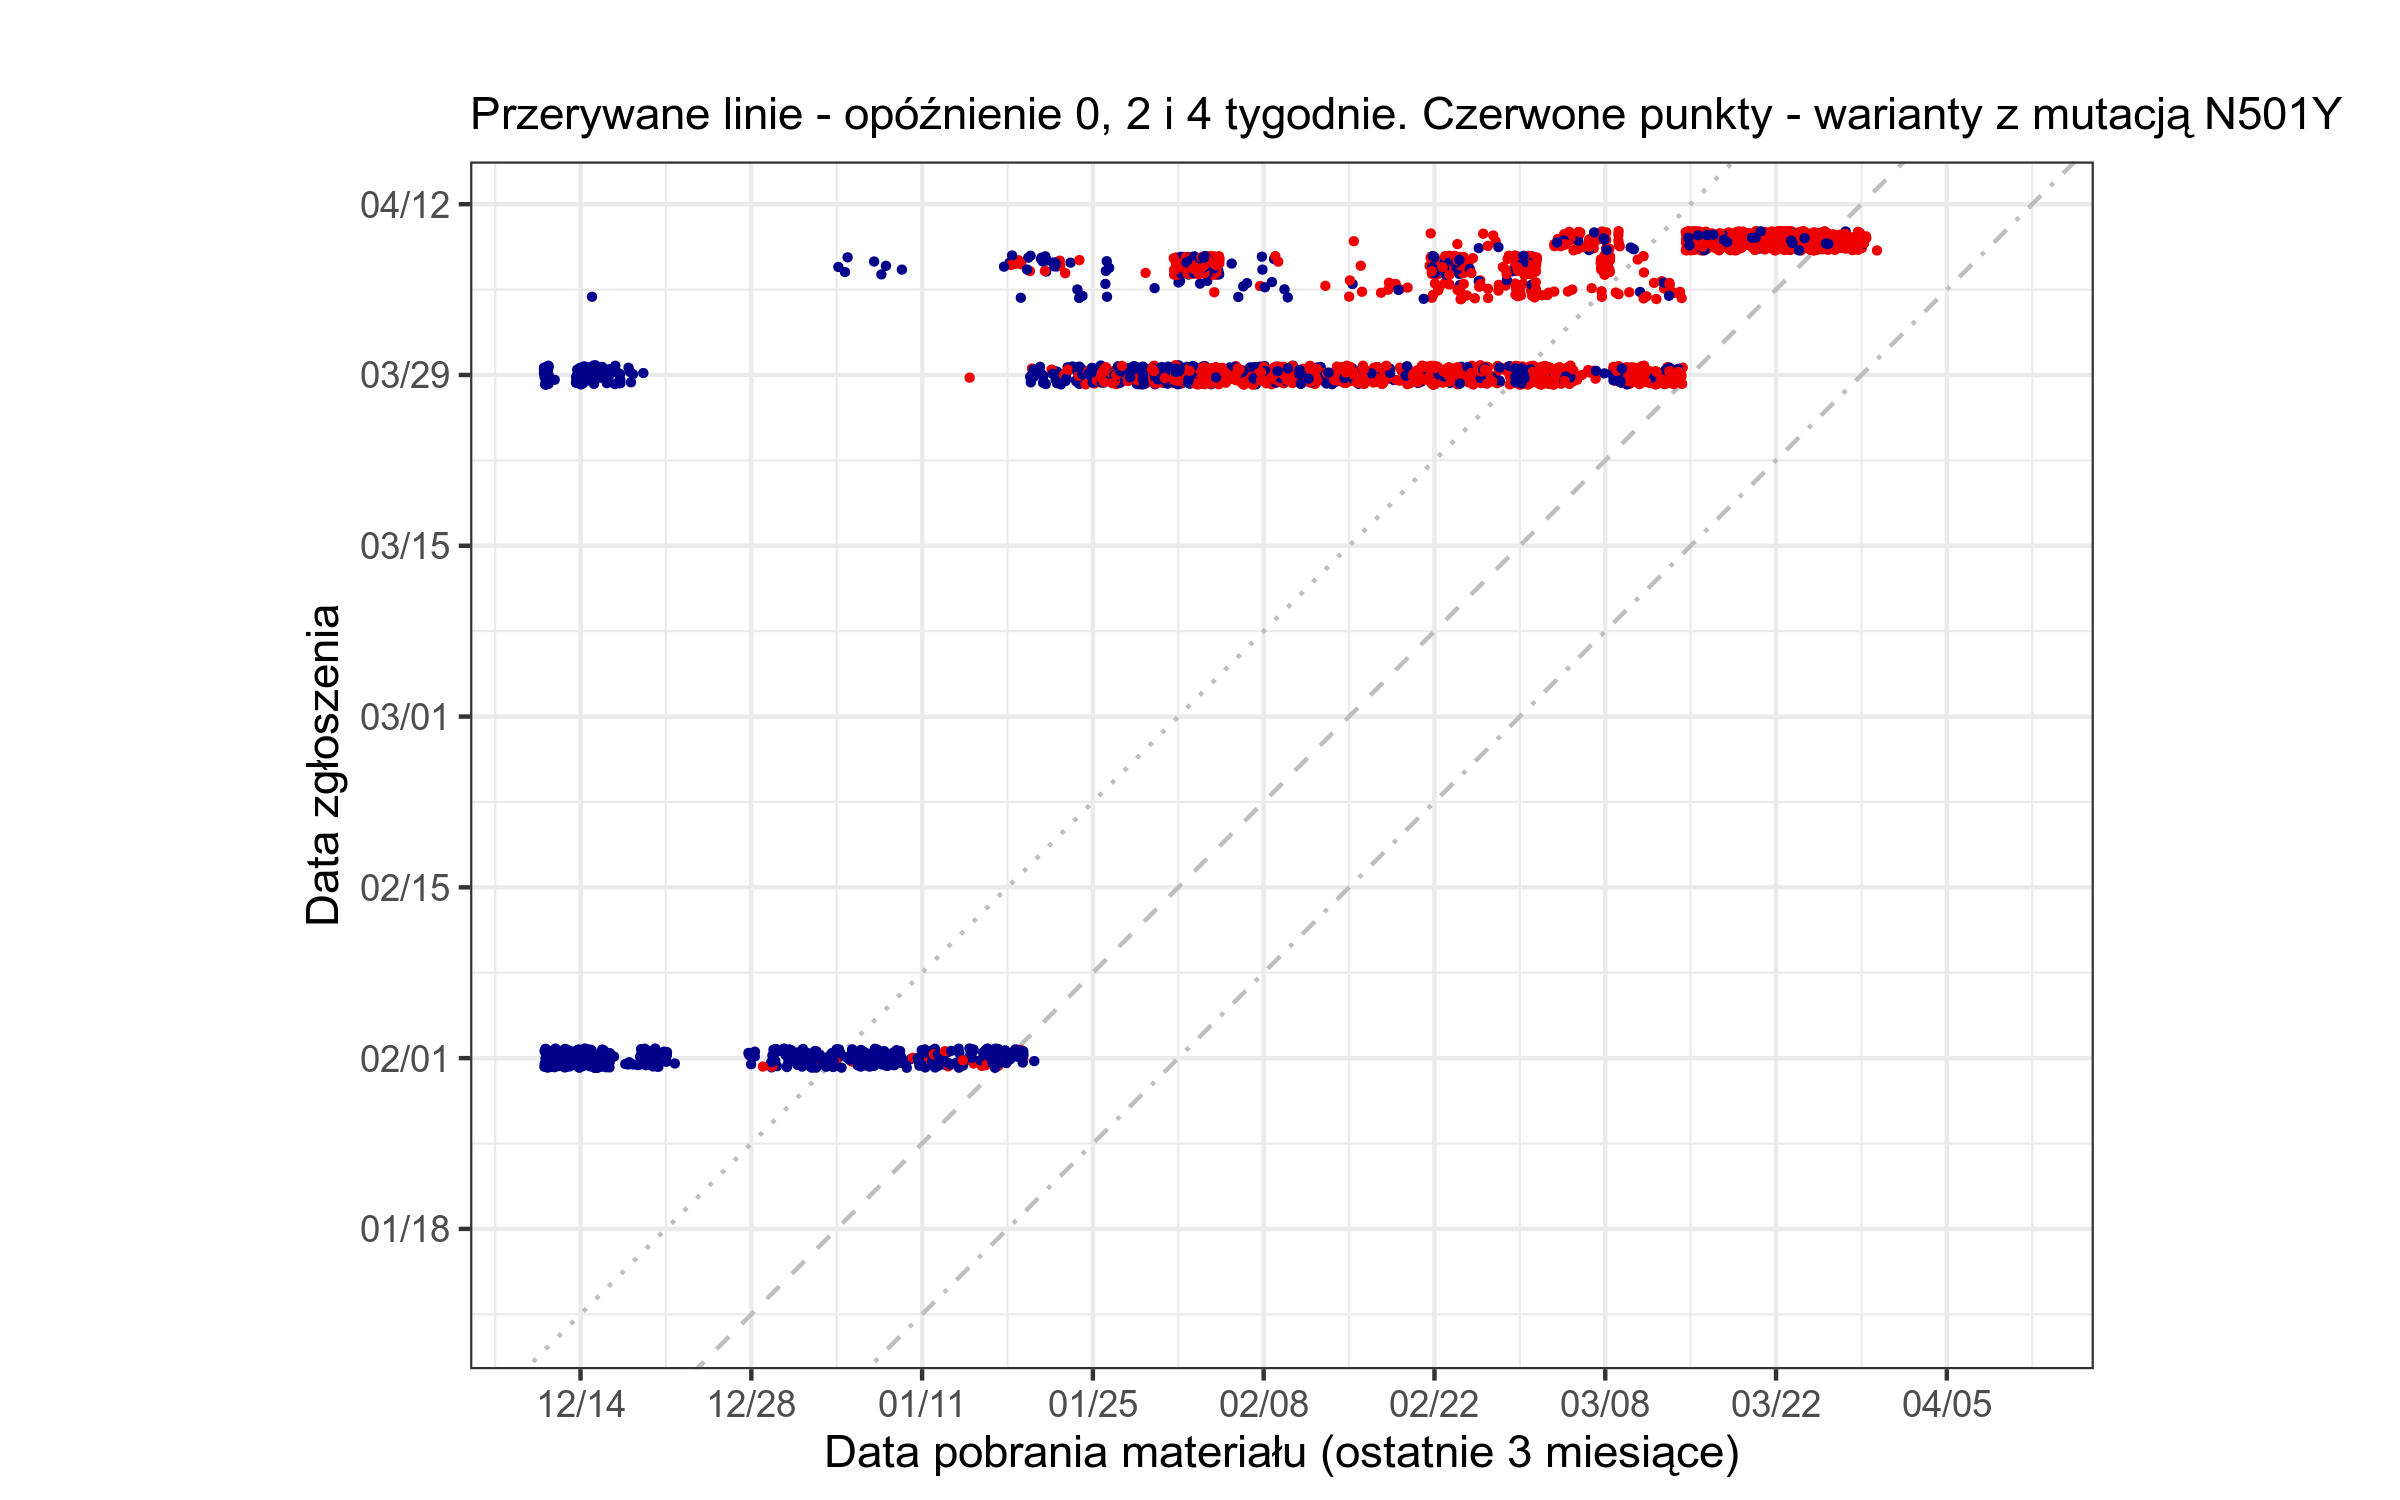 Przerywane linie - opóźnienie 0, 2 i 4 tygodnie. Czerwone punkty - warianty z mutacją N501Y
04/12
03/29
03/15
03/01
02/15
02/01
01/18
Data zgłoszenia
12/14 12/28 01/11 01/25 02/08 02/22 03/08 03/22 04/05
Data pobrania materiału (ostatnie 3 miesiące)